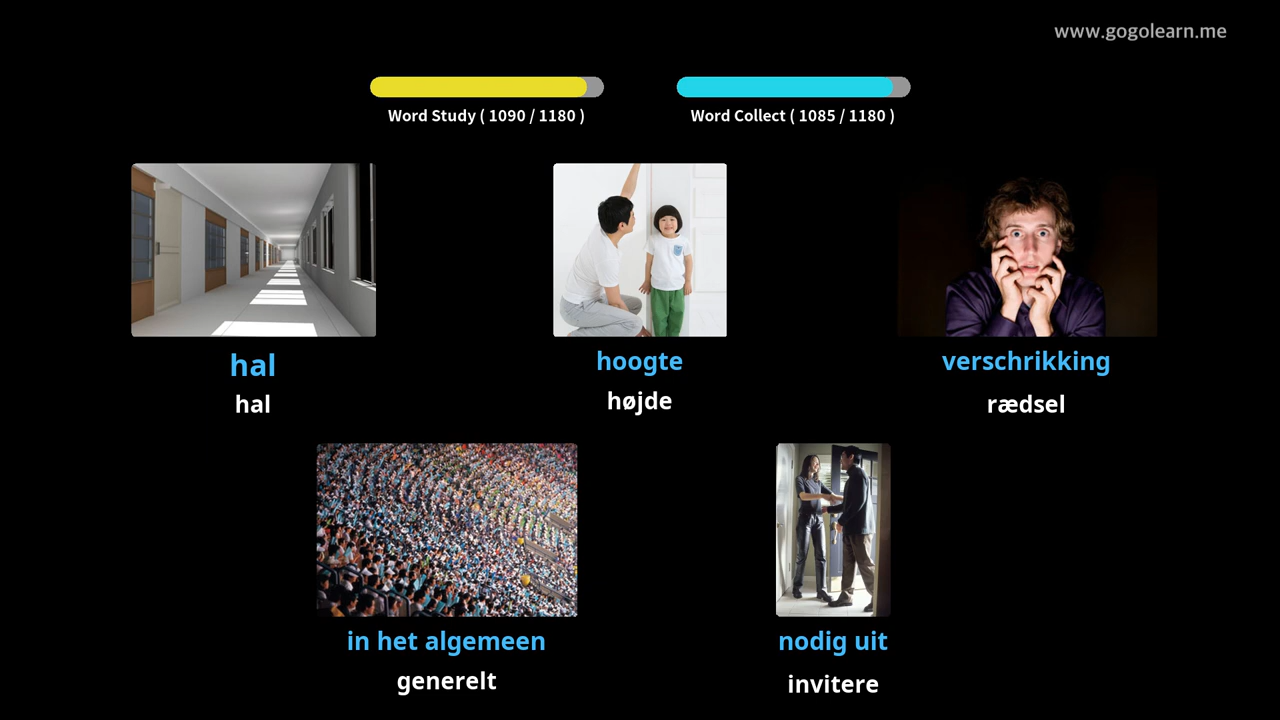 www.gogolearn.me
Word Study ( 1090 / 1180 )
Word Collect ( 1085 / 1180 )
hal
hal
hoogte
højde
verschrikking
rædsel
in het algemeen
generelt
nodig uit
invitere